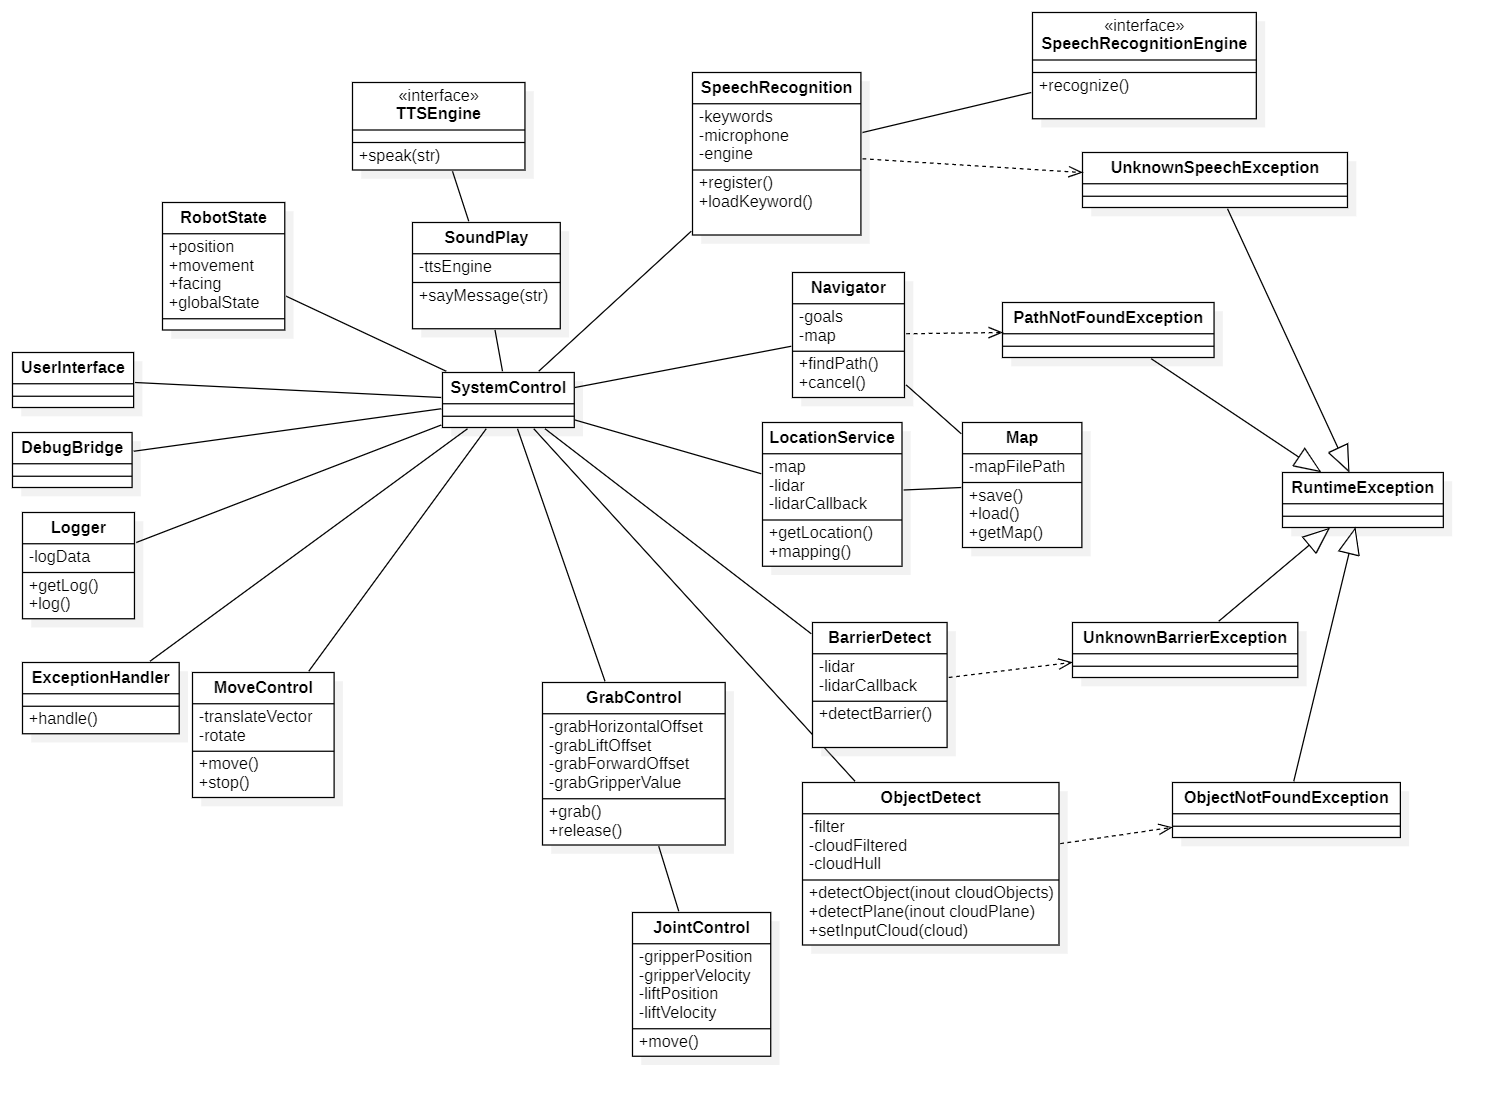 «interface»
SpeechRecognitionEngine
+recognize()
«interface»
TTSEngine
+speak(str)
SpeechRecognition
-keywords
-microphone
-engine
+register()
+loadKeyword()
UnknownSpeechException
RobotState
+position
+movement
+facing
+globalState
SoundPlay
-ttsEngine
+sayMessage(str)
Navigator
-goals
-map
+findPath()
+cancel()
PathNotFoundException
UserInterface
SystemControl
DebugBridge
LocationService
-map
-lidar
-lidarCallback
+getLocation()
+mapping()
Map
-mapFilePath
+save()
+load()
+getMap()
RuntimeException
Logger
-logData
+getLog()
+log()
ExceptionHandler
+handle()
MoveControl
-translateVector
-rotate
+move()
+stop()
GrabControl
-grabHorizontalOffset
-grabLiftOffset
-grabForwardOffset
-grabGripperValue
+grab()
+release()
BarrierDetect
-lidar
-lidarCallback
+detectBarrier()
UnknownBarrierException
ObjectDetect
-filter
-cloudFiltered
-cloudHull
+detectObject(inout cloudObjects)
+detectPlane(inout cloudPlane)
+setInputCloud(cloud)
ObjectNotFoundException
JointControl
-gripperPosition
-gripperVelocity
-liftPosition
-liftVelocity
+move()